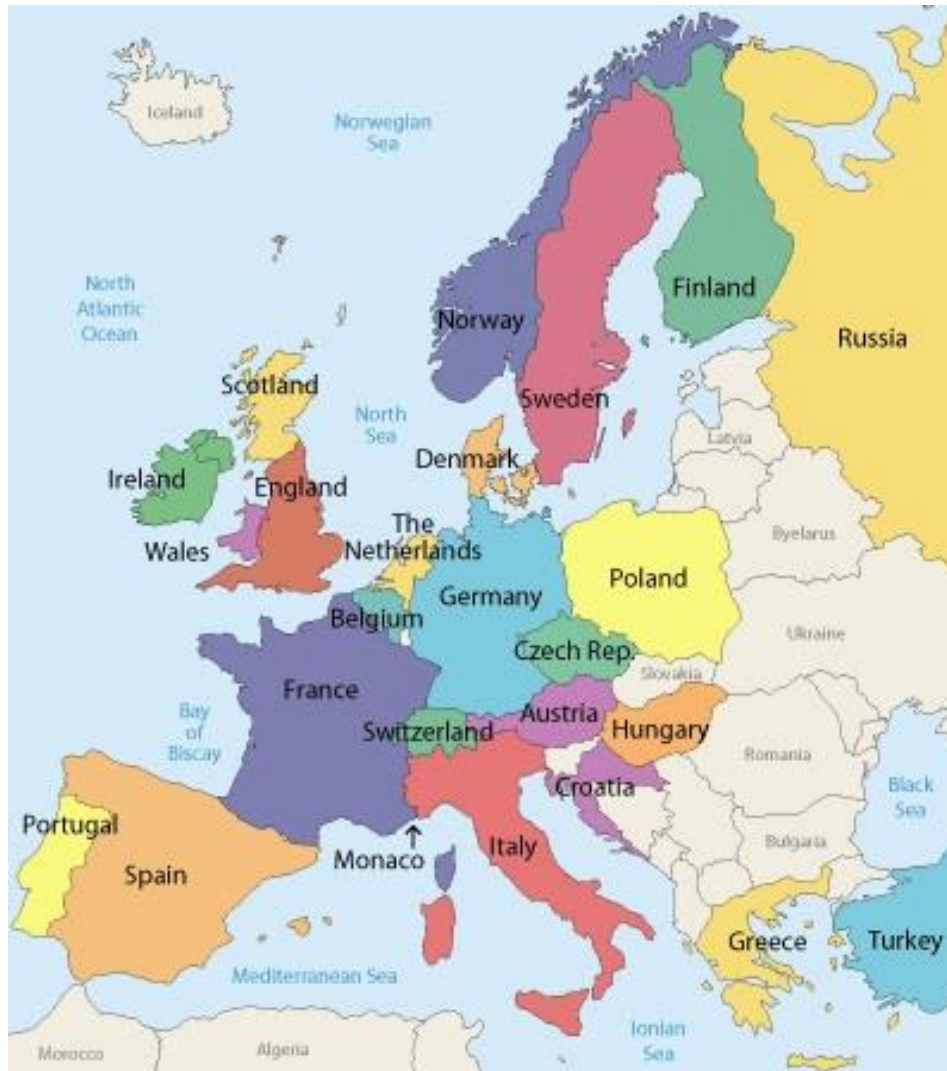 Iceland
Norwegian
Sea
North
Atlantic
Ocean
Norway
Finland
Russia
Scotland
North
Sea
Sweden
Latvia
Denmark
Ireland
England
Wales
The
Netherlands
Byelarus
Poland
Germany
Belgium
Ukraine
Czech Rep.
Slovakia
France
Bay
of
Biscay
Switzerland
Austria
Hungary
Romania
Croatia
Black
Sea
Portugal
Monaco
Italy
Bulgaria
Spain
Greece
Turkey
Mediterranean Sea
Ionian
Sea
Morocco
Algeria